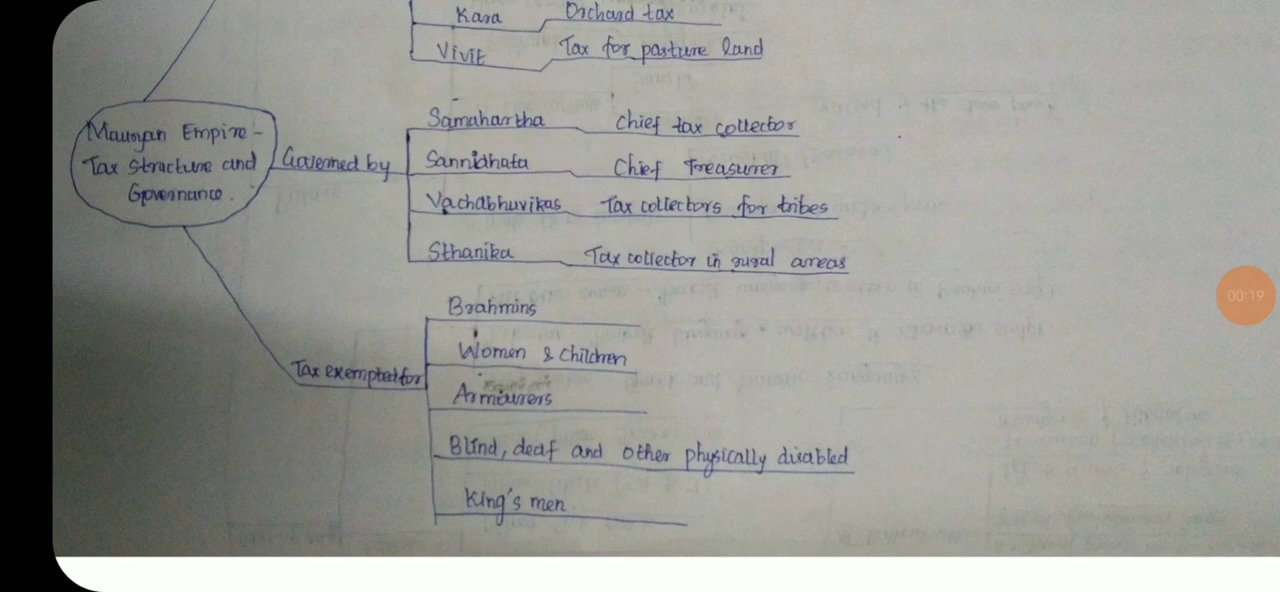 Kara Orchard tax
Vivit Tax for pasture land
Mauryan Empire -
Tax structure and
Governance.
Governed by
Samahartha Chief tax collector
Sannidhata Chief Treasurer
Vachabhuvikas Tax collectors for tribes
Sthanika Tax collector in rural areas
Tax exempted for
Brahmins
Women & Children
Armourers
Blind, deaf and other physically disabled
King's men
00:19